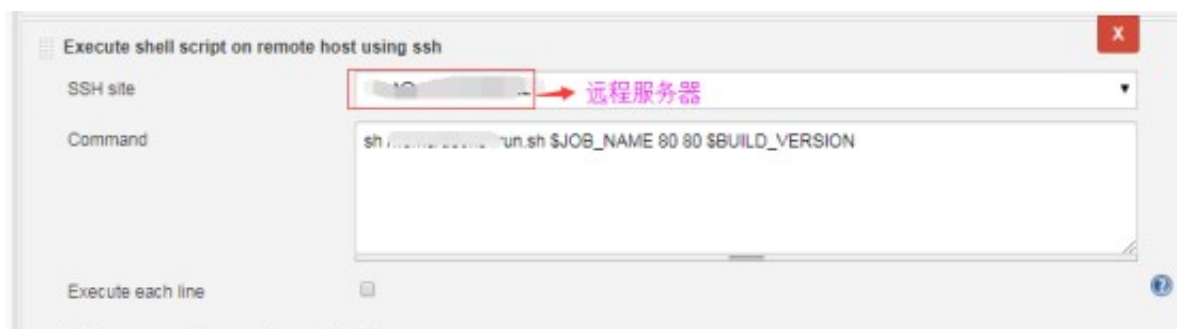 X
Execute shell script on remote host using ssh
SSH site
远程服务器
Command
sh run.sh $JOB_NAME 80 80 $BUILD_VERSION
Execute each line